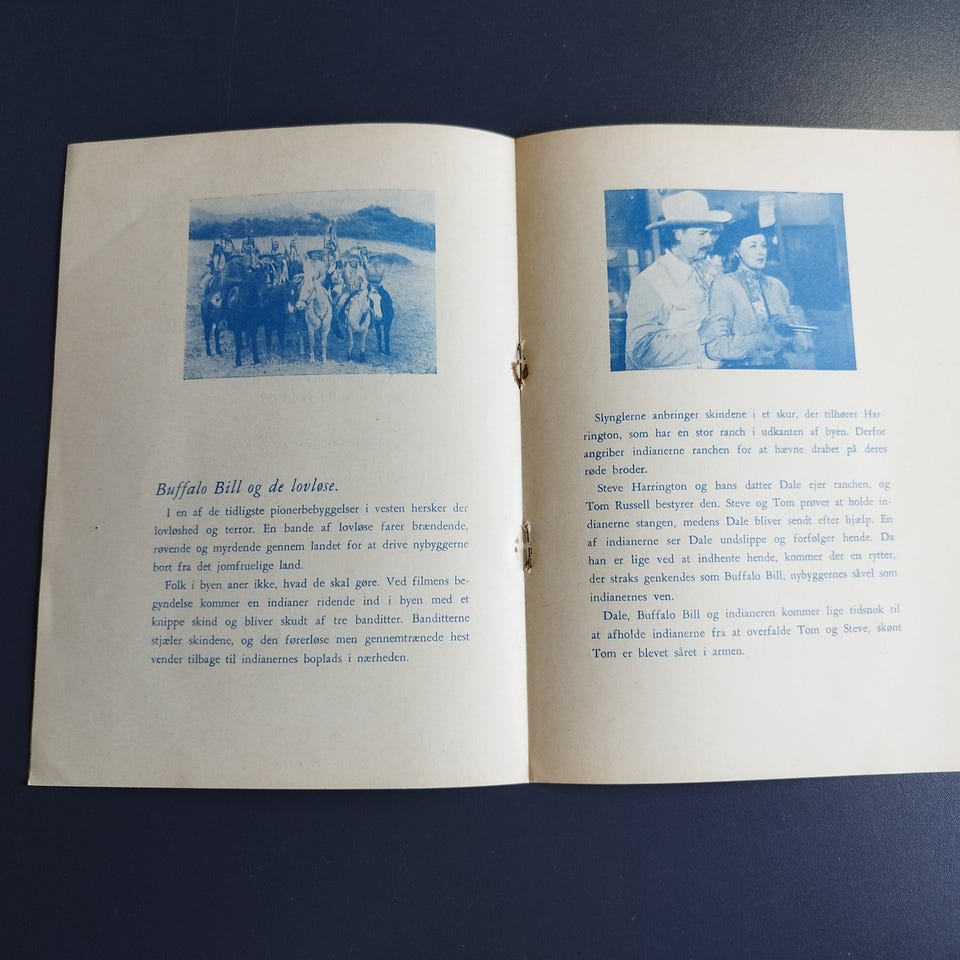 Buffalo Bill og de lovløse.
I en af de tidligste pionerbebyggelser i vesten hersker der
lovløshed og terror. En bande af lovløse farer brændende,
røvende og myrdende gennem landet for at drive nybyggerne
bort fra det jomfruelige land.
Folk i byen aner ikke, hvad de skal gøre. Ved filmens be-
gyndelse kommer en indianer ridende ind i byen med et
knippe skind og bliver skudt af tre banditter. Banditterne
stjæler skindene, og den førerløse men gennemtrænede hest
vender tilbage til indianernes boplads i nærheden.
Slynglerne anbringer skindene i et skur, der tilhører Har-
rington, som har en stor ranch i udkanten af byen. Derfor
angriber indianerne ranchen for at hævne drabet på deres
røde broder.
Steve Harrington og hans datter Dale ejer ranchen, og
Tom Russell bestyrer den. Steve og Tom prøver at holde in-
dianerne stangen, medens Dale bliver sendt efter hjælp. En
af indianerne ser Dale undslippe og forfølger hende. Da
han er lige ved at indhente hende, kommer der en rytter,
der straks genkendes som Buffalo Bill, nybyggernes såvel som
indianernes ven.
Dale, Buffalo Bill og indianeren kommer lige tidsnok til
at afholde indianerne fra at overfalde Tom og Steve, skønt
Tom er blevet såret i armen.